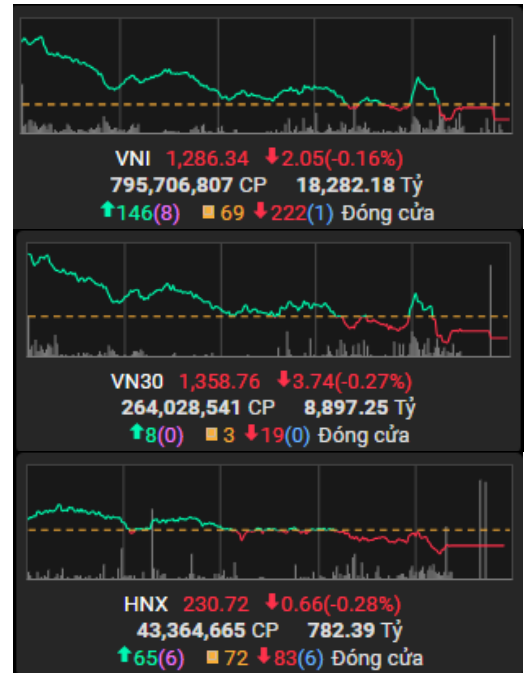 VNI 1,286.34 2.05(-0.16%)
795,706,807 CP 18,282.18 Tỷ
146(8) 69 222(1) Đóng cửa
VN30 1,358.76 3.74(-0.27%)
264,028,541 CP 8,897.25 Tỷ
8(0) 3 19(0) Đóng cửa
HNX 230.72 0.66(-0.28%)
43,364,665 CP 782.39 Tỷ
65(6) 72 83(6) Đóng cửa